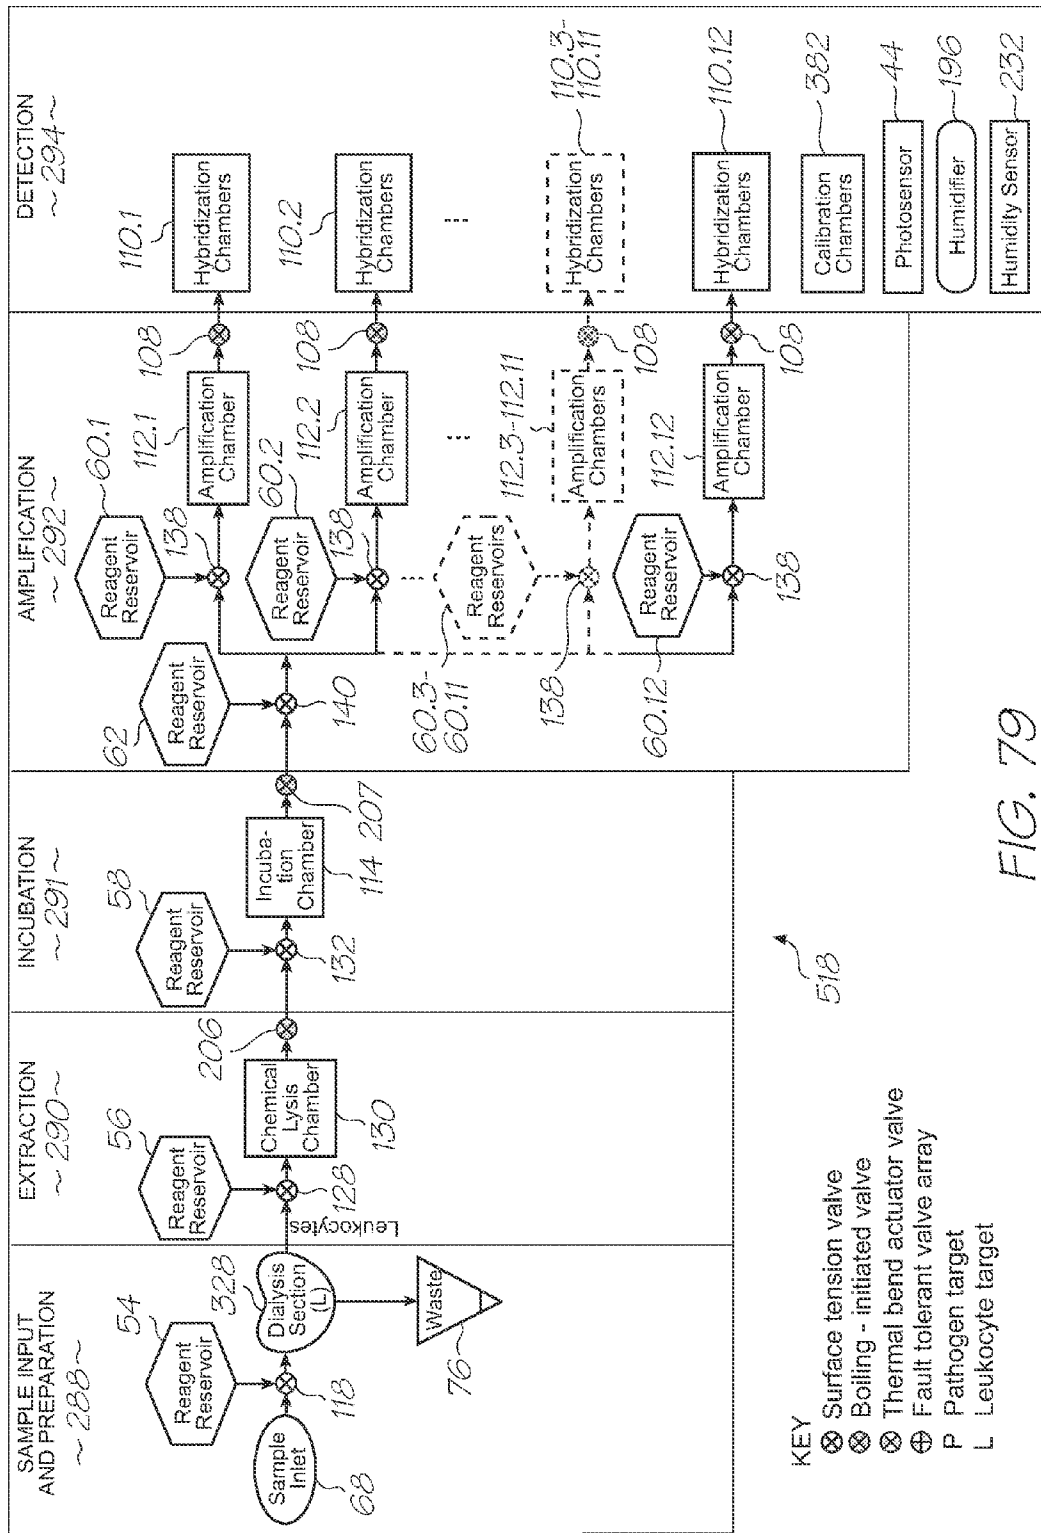 SAMPLE INPUT
AND PREPARATION
~288~
54
Reagent
Reservoir
118
Sample
Inlet
68
328
Dialysis
Section
(L)
Waste
76
EXTRACTION
~290~
56
Reagent
Reservoir
128
Leukocytes
Chemical
Lysis
Chamber
130
206
INCUBATION
~291~
58
Reagent
Reservoir
132
Incuba-
tion
Chamber
114
207
AMPLIFICATION
~292~
62
Reagent
Reservoir
140
60.1
Reagent
Reservoir
138
112.1
Amplification
Chamber
108
60.2
Reagent
Reservoir
138
112.2
Amplification
Chamber
108
...
...
60.3-
60.11
Reagent
Reservoirs
138
112.3-112.11
Amplification
Chambers
108
60.12
Reagent
Reservoir
138
112.12
Amplification
Chamber
108
DETECTION
~294~
110.1
Hybridization
Chambers
110.2
Hybridization
Chambers
...
110.3-
110.11
Hybridization
Chambers
110.12
Hybridization
Chambers
Calibration
Chambers
382
Photosensor
44
Humidifier
196
Humidity Sensor
232
KEY
Surface tension valve
Boiling - initiated valve
Thermal bend actuator valve
Fault tolerant valve array
P Pathogen target
L Leukocyte target
518
FIG. 79